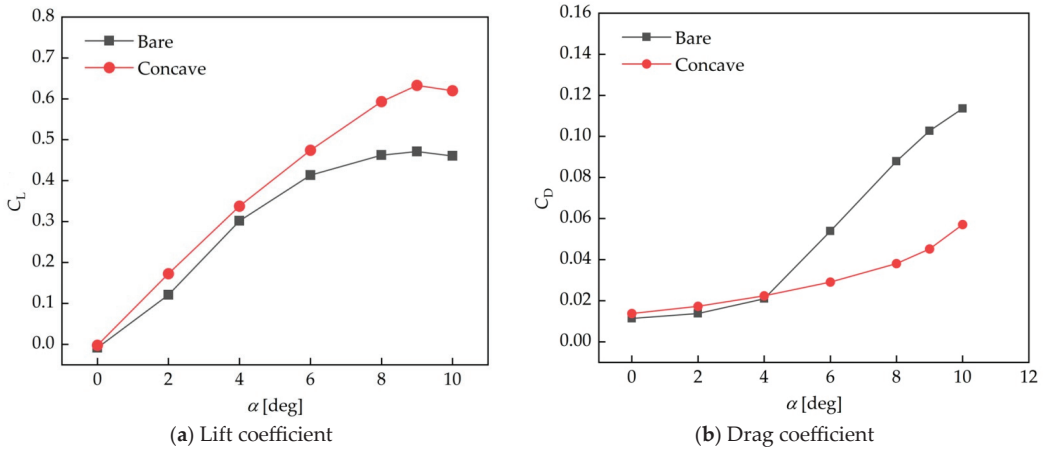 0.8
0.7
0.6
0.5
0.4
0.3
0.2
0.1
0.0
C_L
Bare
Concave
0 2 4 6 8 10
α [deg]
(a) Lift coefficient
0.16
0.14
0.12
0.10
0.08
0.06
0.04
0.02
0.00
C_D
Bare
Concave
0 2 4 6 8 10 12
α [deg]
(b) Drag coefficient